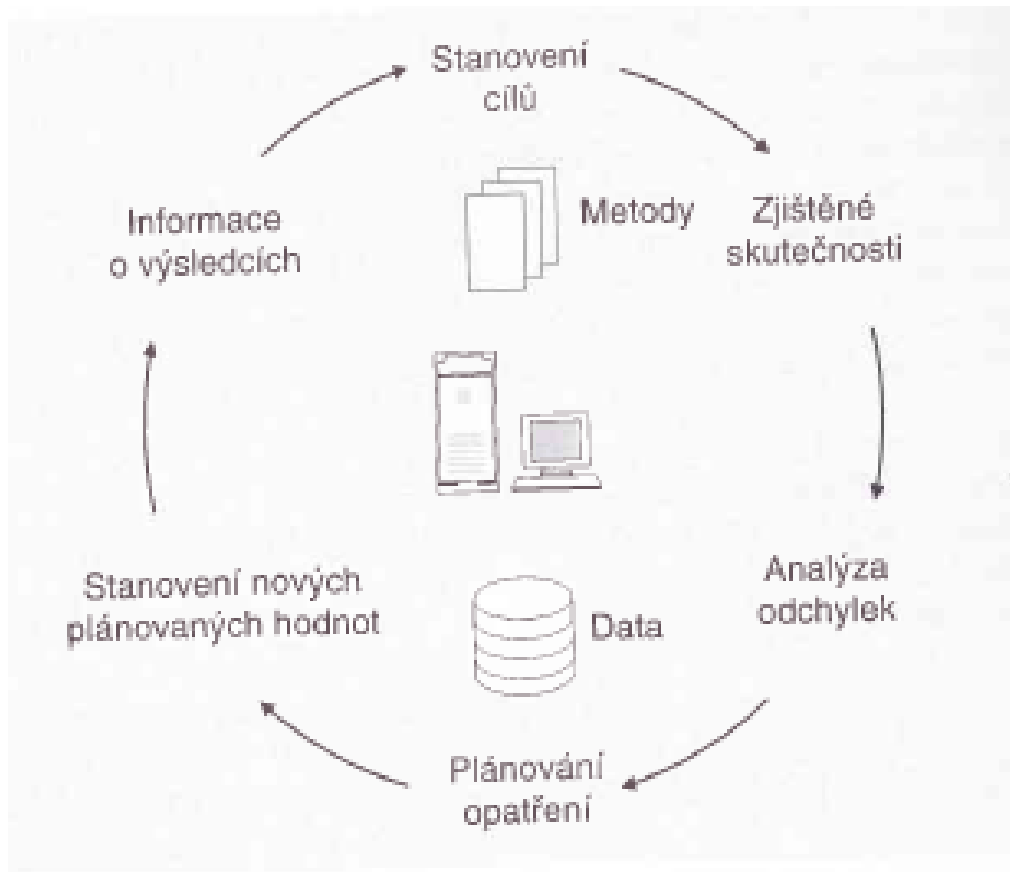 Stanovení
cílů
Metody
Zjištěné
skutečnosti
Informace
o výsledcích
Analýza
odchylek
Stanovení nových
plánovaných hodnot
Data
Plánování
opatření